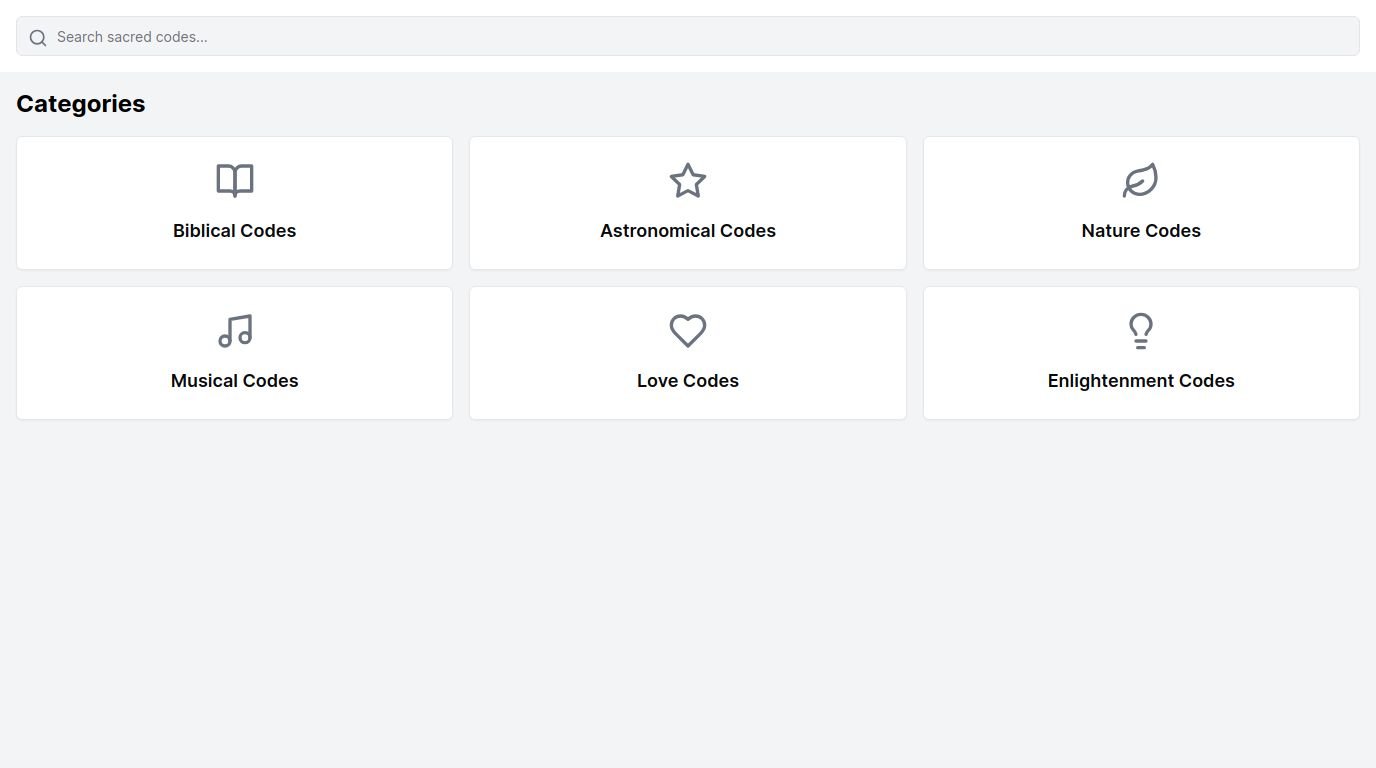 Search sacred codes...
Categories
Biblical Codes
Astronomical Codes
Nature Codes
Musical Codes
Love Codes
Enlightenment Codes